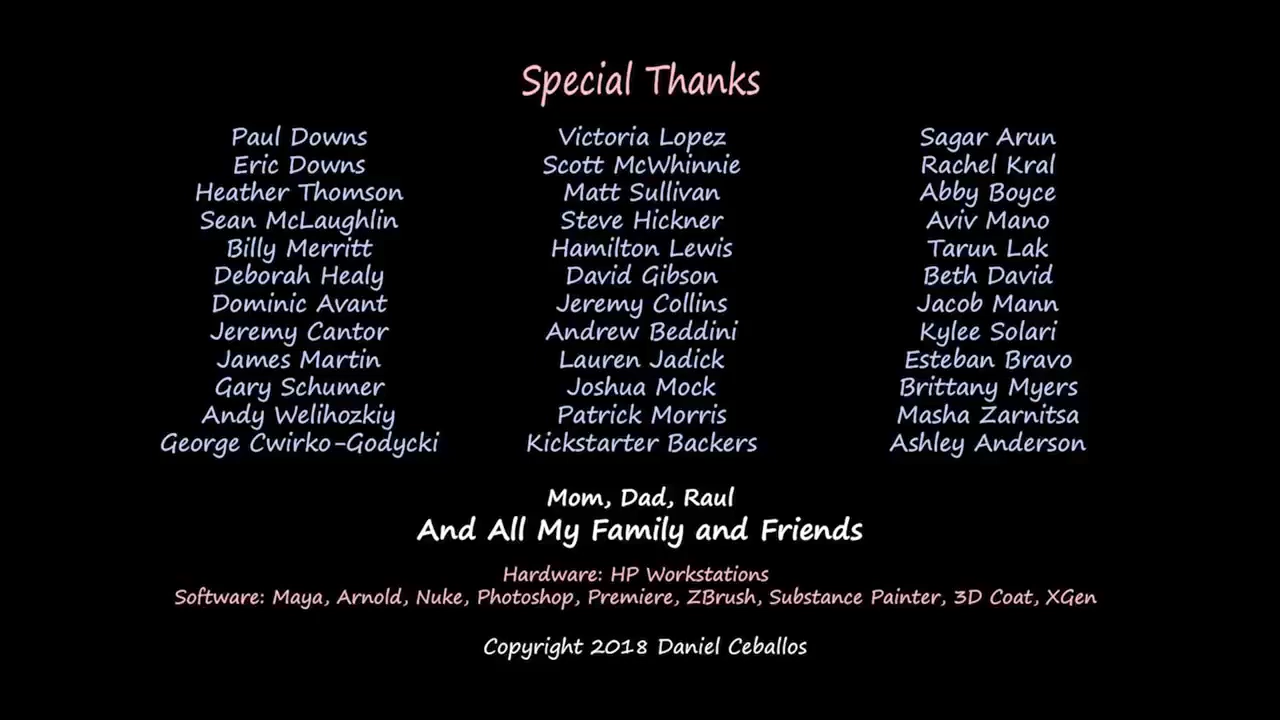 Special Thanks
Paul Downs
Eric Downs
Heather Thomson
Sean McLaughlin
Billy Merritt
Deborah Healy
Dominic Avant
Jeremy Cantor
James Martin
Gary Schumer
Andy Welihozkiy
George Cwirko-Godycki
Victoria Lopez
Scott McWhinnie
Matt Sullivan
Steve Hickner
Hamilton Lewis
David Gibson
Jeremy Collins
Andrew Beddini
Lauren Jadick
Joshua Mock
Patrick Morris
Kickstarter Backers
Sagar Arun
Rachel Kral
Abby Boyce
Aviv Mano
Tarun Lak
Beth David
Jacob Mann
Kylee Solari
Esteban Bravo
Brittany Myers
Masha Zarnitsa
Ashley Anderson
Mom, Dad, Raul
And All My Family and Friends
Hardware: HP Workstations
Software: Maya, Arnold, Nuke, Photoshop, Premiere, ZBrush, Substance Painter, 3D Coat, XGen
Copyright 2018 Daniel Ceballos